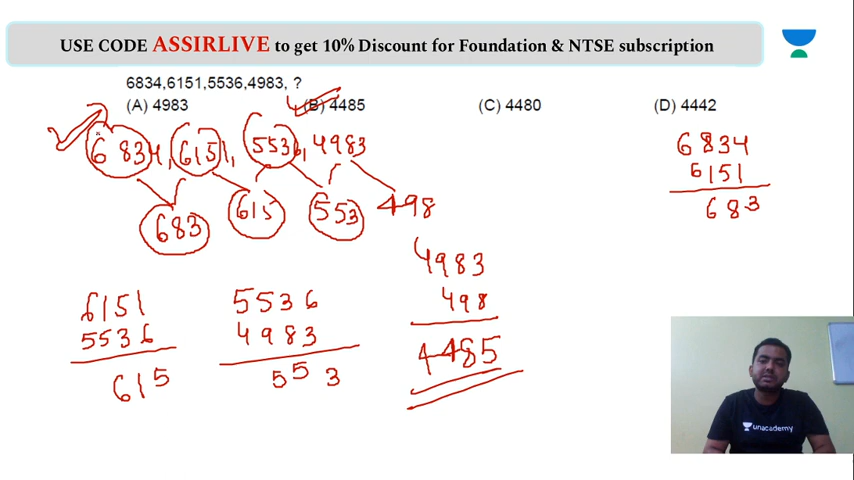 USE CODE ASSIRLIVE to get 10% Discount for Foundation & NTSE subscription
6834,6151,5536,4983, ?
(A) 4983 (B) 4485 (C) 4480 (D) 4442
6834, 6151, 5536, 4983
683 615 553 498
6834
6151
683
6151
5536
615
5536
4983
553
4983
498
4485
unacademy